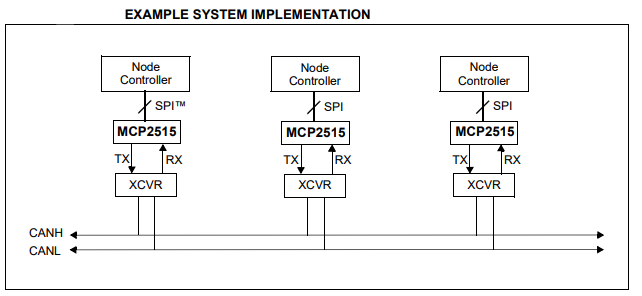 EXAMPLE SYSTEM IMPLEMENTATION
Node Controller
Node Controller
Node Controller
SPI™
SPI
SPI
MCP2515
MCP2515
MCP2515
TX RX
TX RX
TX RX
XCVR
XCVR
XCVR
CANH
CANL